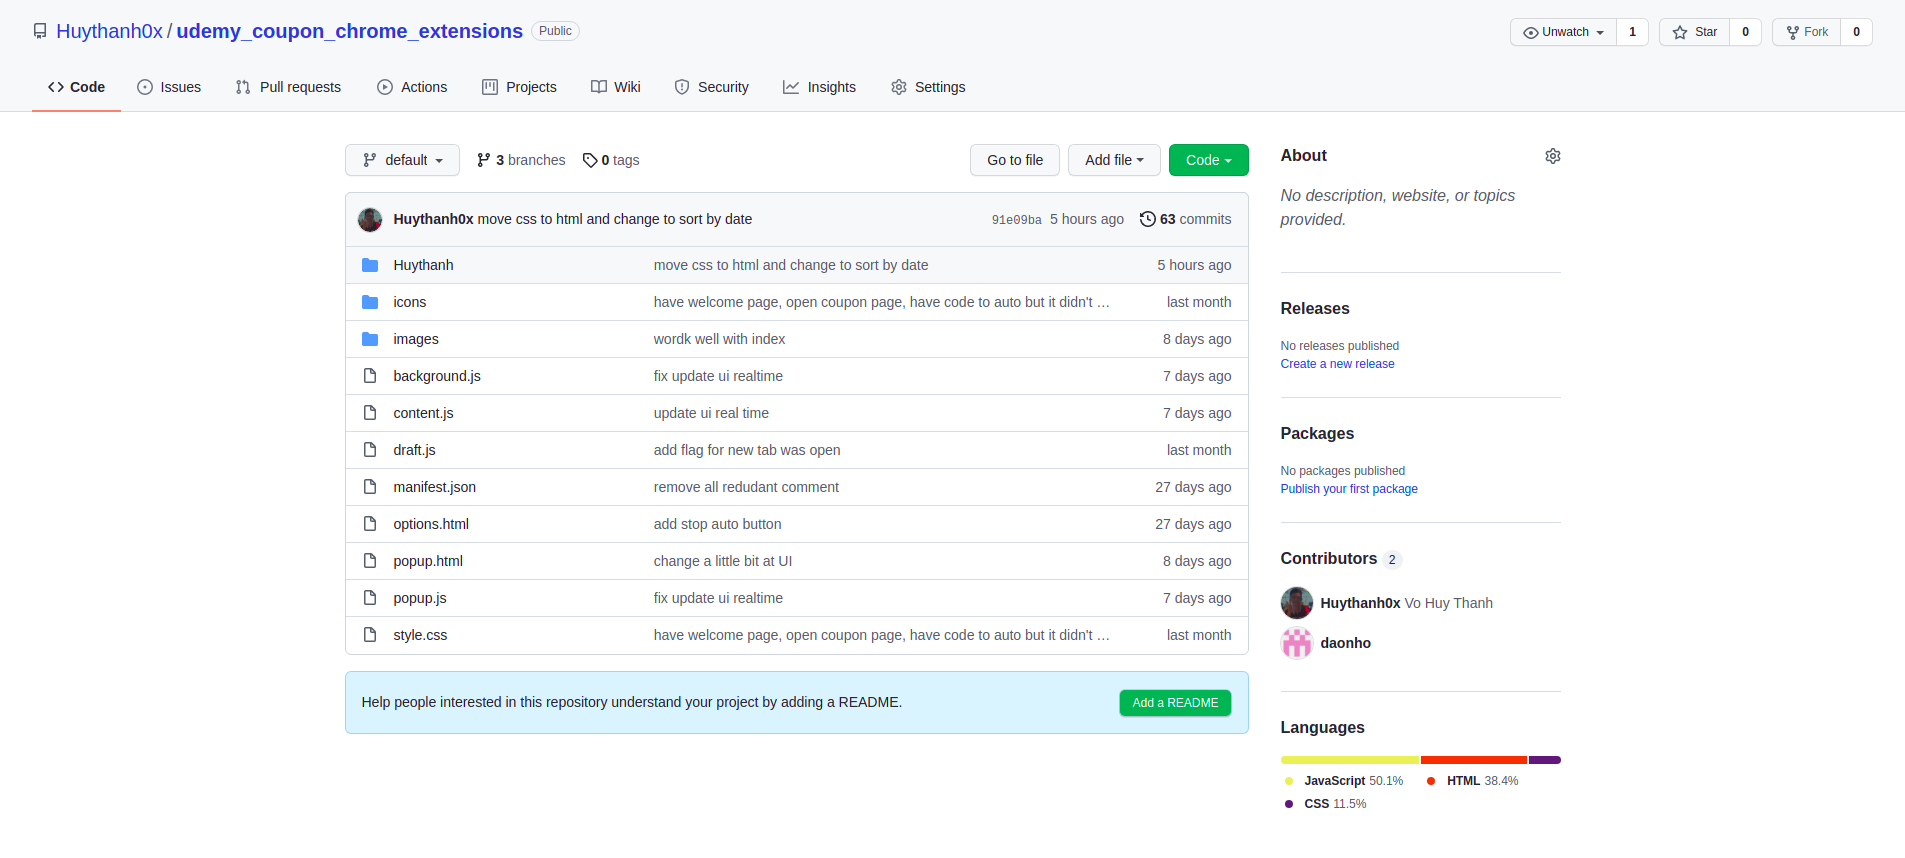 Huythanh0x / udemy_coupon_chrome_extensions Public
Unwatch 1 Star 0 Fork 0
Code Issues Pull requests Actions Projects Wiki Security Insights Settings
default 3 branches 0 tags Go to file Add file Code
Huythanh0x move css to html and change to sort by date 91e09ba 5 hours ago 63 commits
Huythanh move css to html and change to sort by date 5 hours ago
icons have welcome page, open coupon page, have code to auto but it didn't … last month
images wordk well with index 8 days ago
background.js fix update ui realtime 7 days ago
content.js update ui real time 7 days ago
draft.js add flag for new tab was open last month
manifest.json remove all redudant comment 27 days ago
options.html add stop auto button 27 days ago
popup.html change a little bit at UI 8 days ago
popup.js fix update ui realtime 7 days ago
style.css have welcome page, open coupon page, have code to auto but it didn't … last month
Help people interested in this repository understand your project by adding a README. Add a README
About
No description, website, or topics
provided.
Releases
No releases published
Create a new release
Packages
No packages published
Publish your first package
Contributors 2
Huythanh0x Vo Huy Thanh
daonho
Languages
JavaScript 50.1% HTML 38.4%
CSS 11.5%